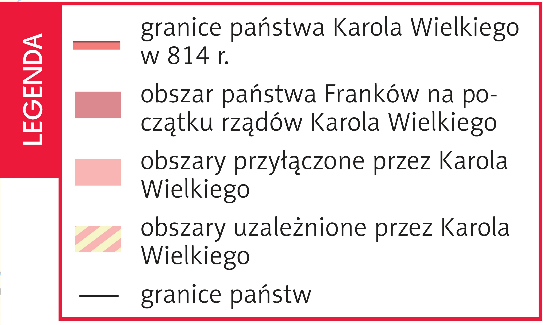 LEGENDA
granice państwa Karola Wielkiego
w 814 r.
obszar państwa Franków na po-
czątku rządów Karola Wielkiego
obszary przyłączone przez Karola
Wielkiego
obszary uzależnione przez Karola
Wielkiego
granice państw